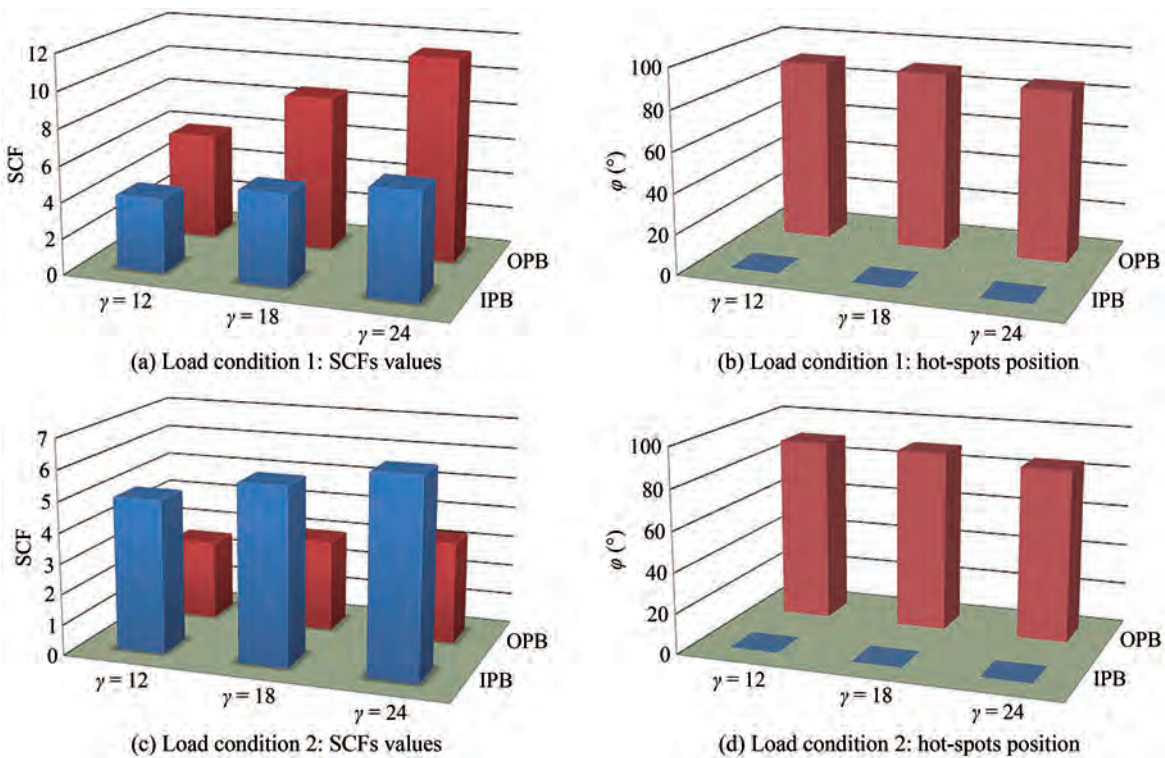 12
10
8
6
4
2
0
SCF
γ = 12
γ = 18
γ = 24
OPB
IPB
(a) Load condition 1: SCFs values
100
80
60
40
20
0
φ (°)
γ = 12
γ = 18
γ = 24
OPB
IPB
(b) Load condition 1: hot-spots position
7
6
5
4
3
2
1
0
SCF
γ = 12
γ = 18
γ = 24
OPB
IPB
(c) Load condition 2: SCFs values
100
80
60
40
20
0
φ (°)
γ = 12
γ = 18
γ = 24
OPB
IPB
(d) Load condition 2: hot-spots position